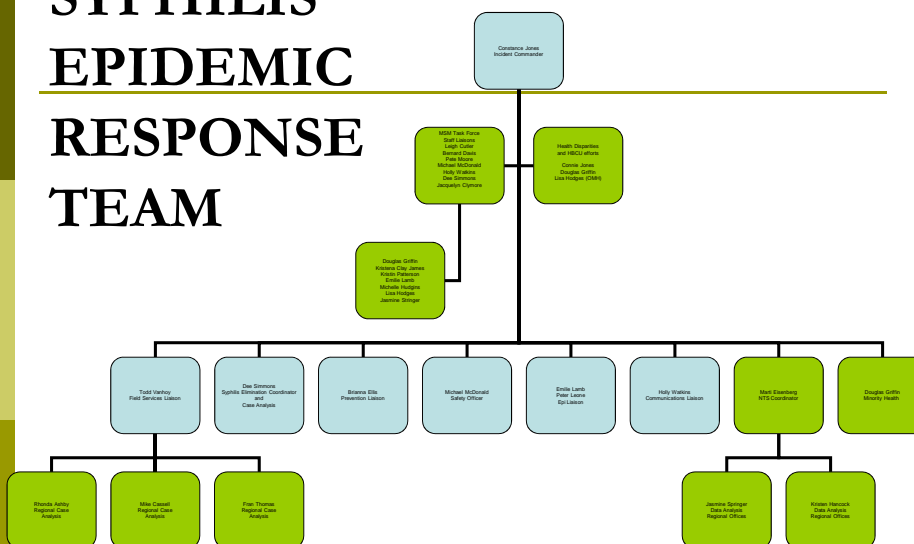 SYPHILIS
EPIDEMIC
RESPONSE
TEAM
Constance Jones
Incident Commander
MSM Task Force
Staff Liaisons
Leigh Cutler
Bernard Davis
Pete Moore
Michael McDonald
Holly Watkins
Dee Simmons
Jacquelyn Clymore
Health Disparities
and HBCU efforts
Connie Jones
Douglas Griffin
Lisa Hodges (OMH)
Douglas Griffin
Kristena Clay James
Kristin Patterson
Emilie Lamb
Michelle Hudgins
Lisa Hodges
Jasmine Stringer
Todd Vanhoy
Field Services Liaison
Dee Simmons
Syphilis Elimination Coordinator
and
Case Analysis
Brianna Ellis
Prevention Liaison
Michael McDonald
Safety Officer
Emilie Lamb
Peter Leone
Epi Liaison
Holly Watkins
Communications Liaison
Marti Eisenberg
NTS Coordinator
Douglas Griffin
Minority Health
Rhonda Ashby
Regional Case
Analysis
Mike Cassell
Regional Case
Analysis
Fran Thomas
Regional Case
Analysis
Jasmine Springer
Data Analysis
Regional Offices
Kristen Hancock
Data Analysis
Regional Offices